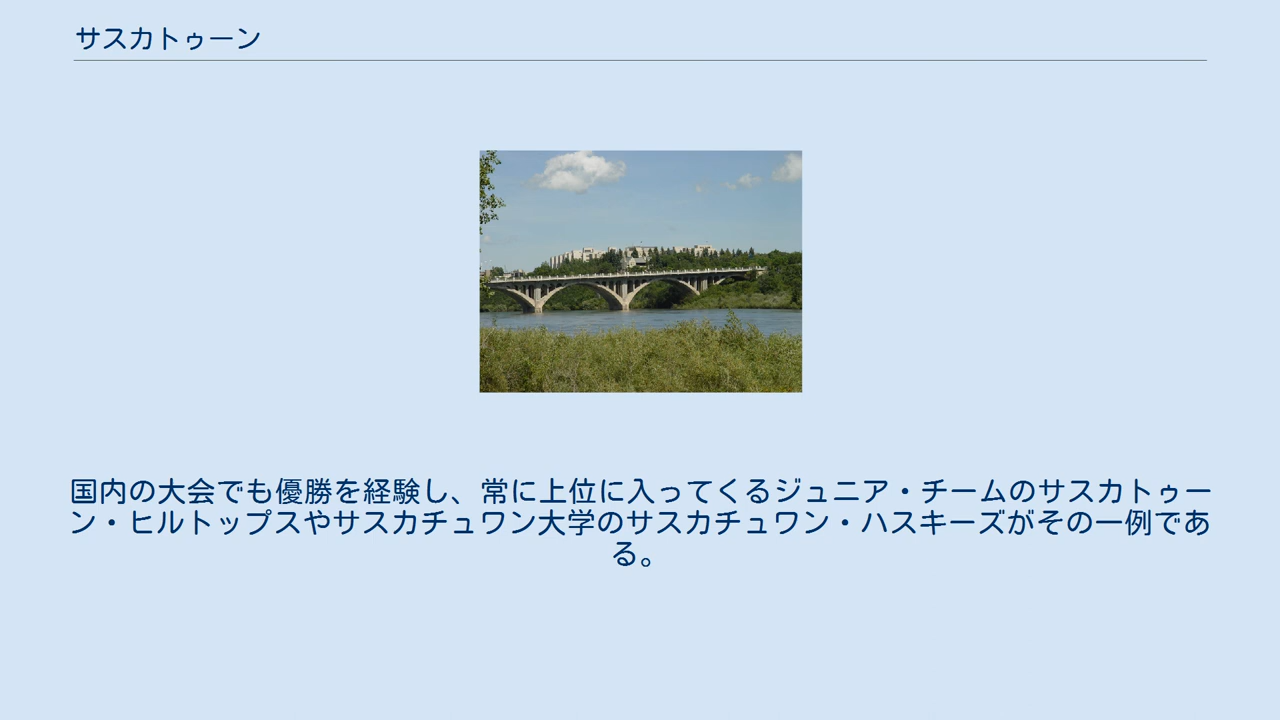 サスカトゥーン
国内の大会でも優勝を経験し、常に上位に入ってくるジュニア・チームのサスカトゥー
ン・ヒルトップスやサスカチュワン大学のサスカチュワン・ハスキーズがその一例であ
る。